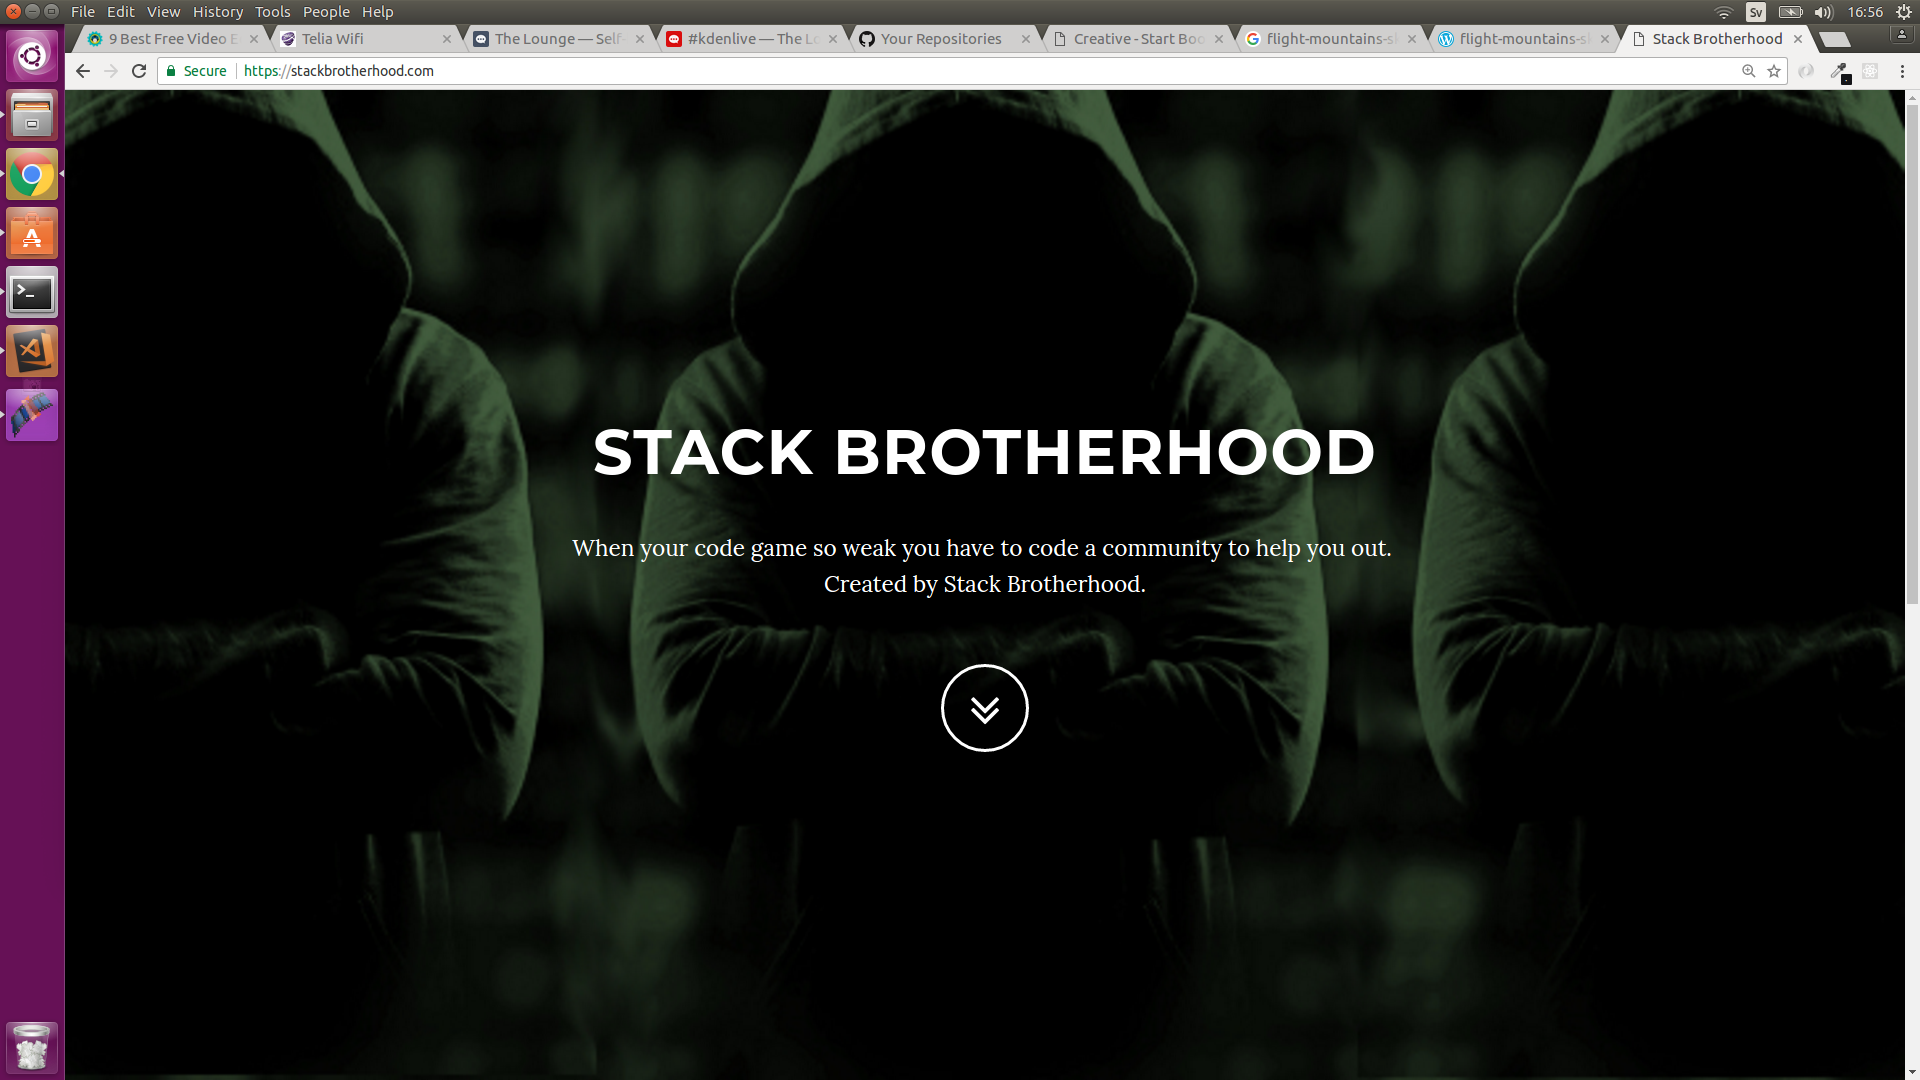 File Edit View History Tools People Help
Sv
16:56
9 Best Free Video E
Telia Wifi
The Lounge — Self-
#kdenlive — The Lo
Your Repositories
Creative - Start Boo
flight-mountains-sk
flight-mountains-sk
Stack Brotherhood
Secure
https://stackbrotherhood.com
STACK BROTHERHOOD
When your code game so weak you have to code a community to help you out.
Created by Stack Brotherhood.